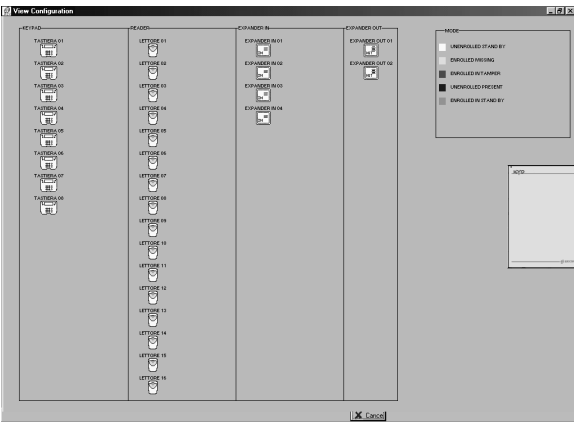 View Configuration
KEYPAD
TASTIERA 01
TASTIERA 02
TASTIERA 03
TASTIERA 04
TASTIERA 05
TASTIERA 06
TASTIERA 07
TASTIERA 08
READER
LETTORE 01
LETTORE 02
LETTORE 03
LETTORE 04
LETTORE 05
LETTORE 06
LETTORE 07
LETTORE 08
LETTORE 09
LETTORE 10
LETTORE 11
LETTORE 12
LETTORE 13
LETTORE 14
LETTORE 15
LETTORE 16
EXPANDER IN
EXPANDER IN 01
EXPANDER IN 02
EXPANDER IN 03
EXPANDER IN 04
EXPANDER OUT
EXPANDER OUT 01
EXPANDER OUT 02
MODE
UNENROLLED STAND BY
ENROLLED MISSING
ENROLLED IN TAMPER
UNENROLLED PRESENT
ENROLLED IN STAND BY
Cancel